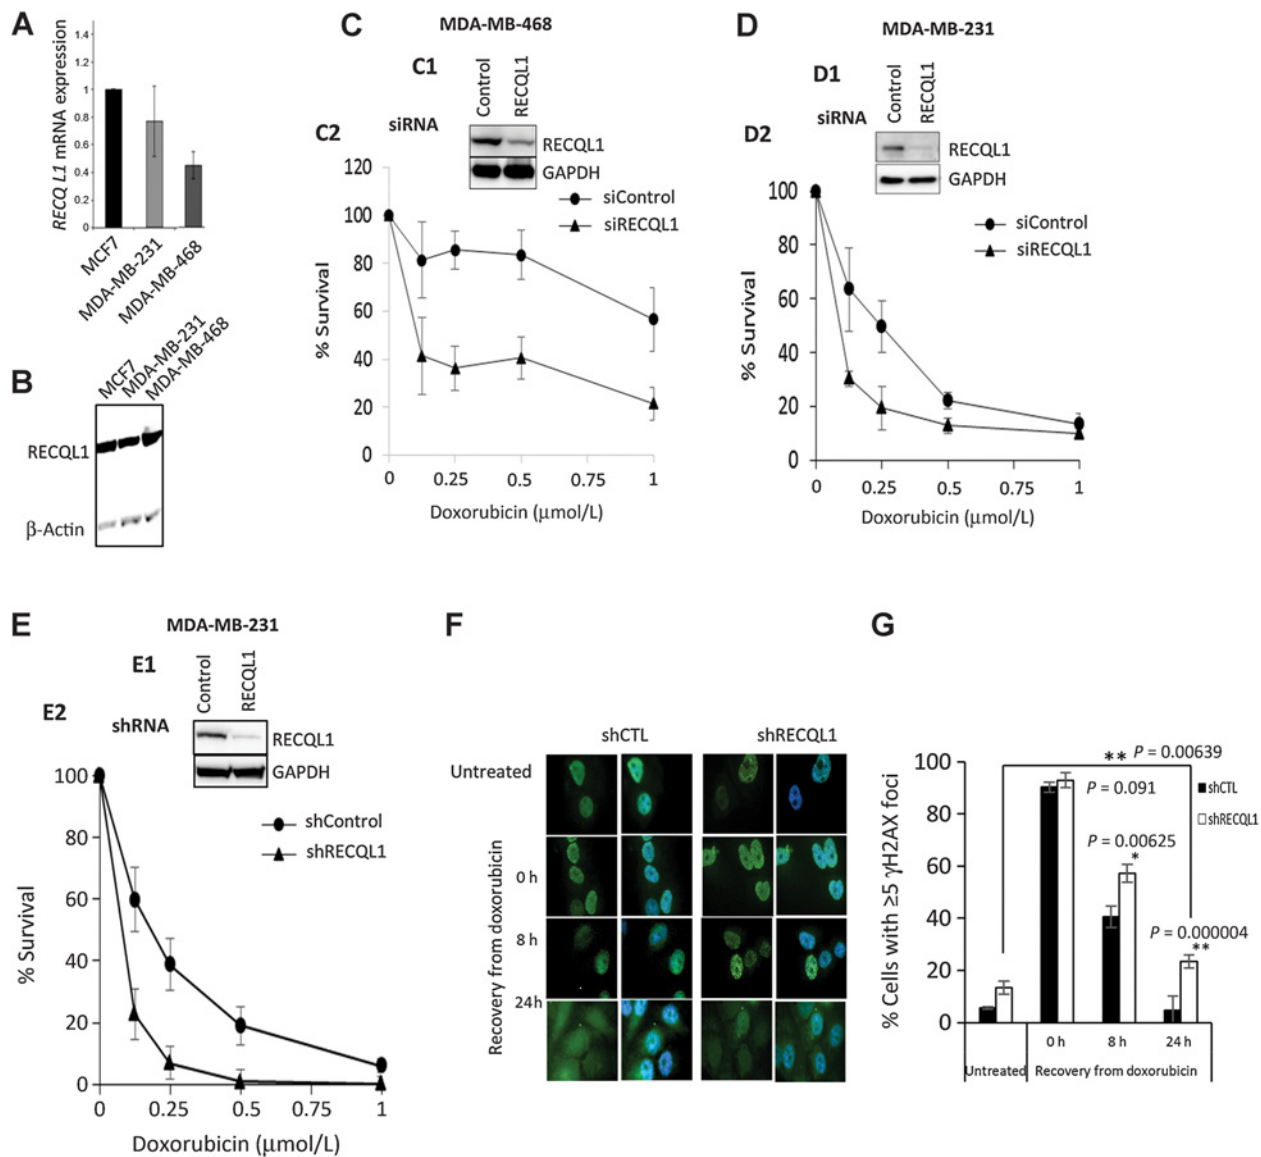 A
1.4
1.2
1
0.8
0.6
0.4
0.2
0
RECQ L1 mRNA expression
MCF7
MDA-MB-231
MDA-MB-468
B
MCF7
MDA-MB-231
MDA-MB-468
RECQL1
β-Actin
C
MDA-MB-468
C1
Control
RECQL1
C2
siRNA
RECQL1
GAPDH
siControl
siRECQL1
120
100
80
60
40
20
0
% Survival
0
0.25
0.5
0.75
1
Doxorubicin (μmol/L)
D
MDA-MB-231
D1
Control
RECQL1
D2
siRNA
RECQL1
GAPDH
siControl
siRECQL1
100
80
60
40
20
0
% Survival
0
0.25
0.5
0.75
1
Doxorubicin (μmol/L)
E
MDA-MB-231
E1
Control
RECQL1
E2
shRNA
RECQL1
GAPDH
shControl
shRECQL1
100
80
60
40
20
0
% Survival
0
0.25
0.5
0.75
1
Doxorubicin (μmol/L)
F
shCTL
shRECQL1
Untreated
0 h
8 h
24h
Recovery from doxorubicin
G
** P = 0.00639
P = 0.091
shCTL
shRECQL1
P = 0.00625
*
P = 0.000004
**
100
80
60
40
20
0
% Cells with ≥5 γH2AX foci
0 h
8 h
24 h
Untreated
Recovery from doxorubicin